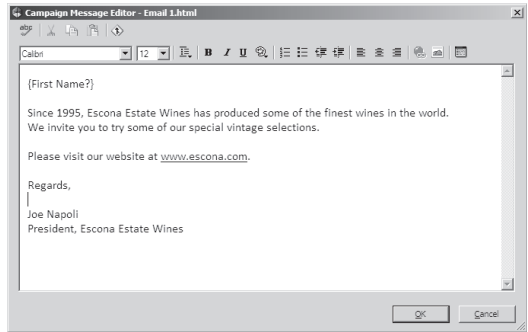 Campaign Message Editor - Email 1.html
abc
Calibri 12 B I U
{First Name?}
Since 1995, Escona Estate Wines has produced some of the finest wines in the world.
We invite you to try some of our special vintage selections.
Please visit our website at www.escona.com.
Regards,
Joe Napoli
President, Escona Estate Wines
OK Cancel